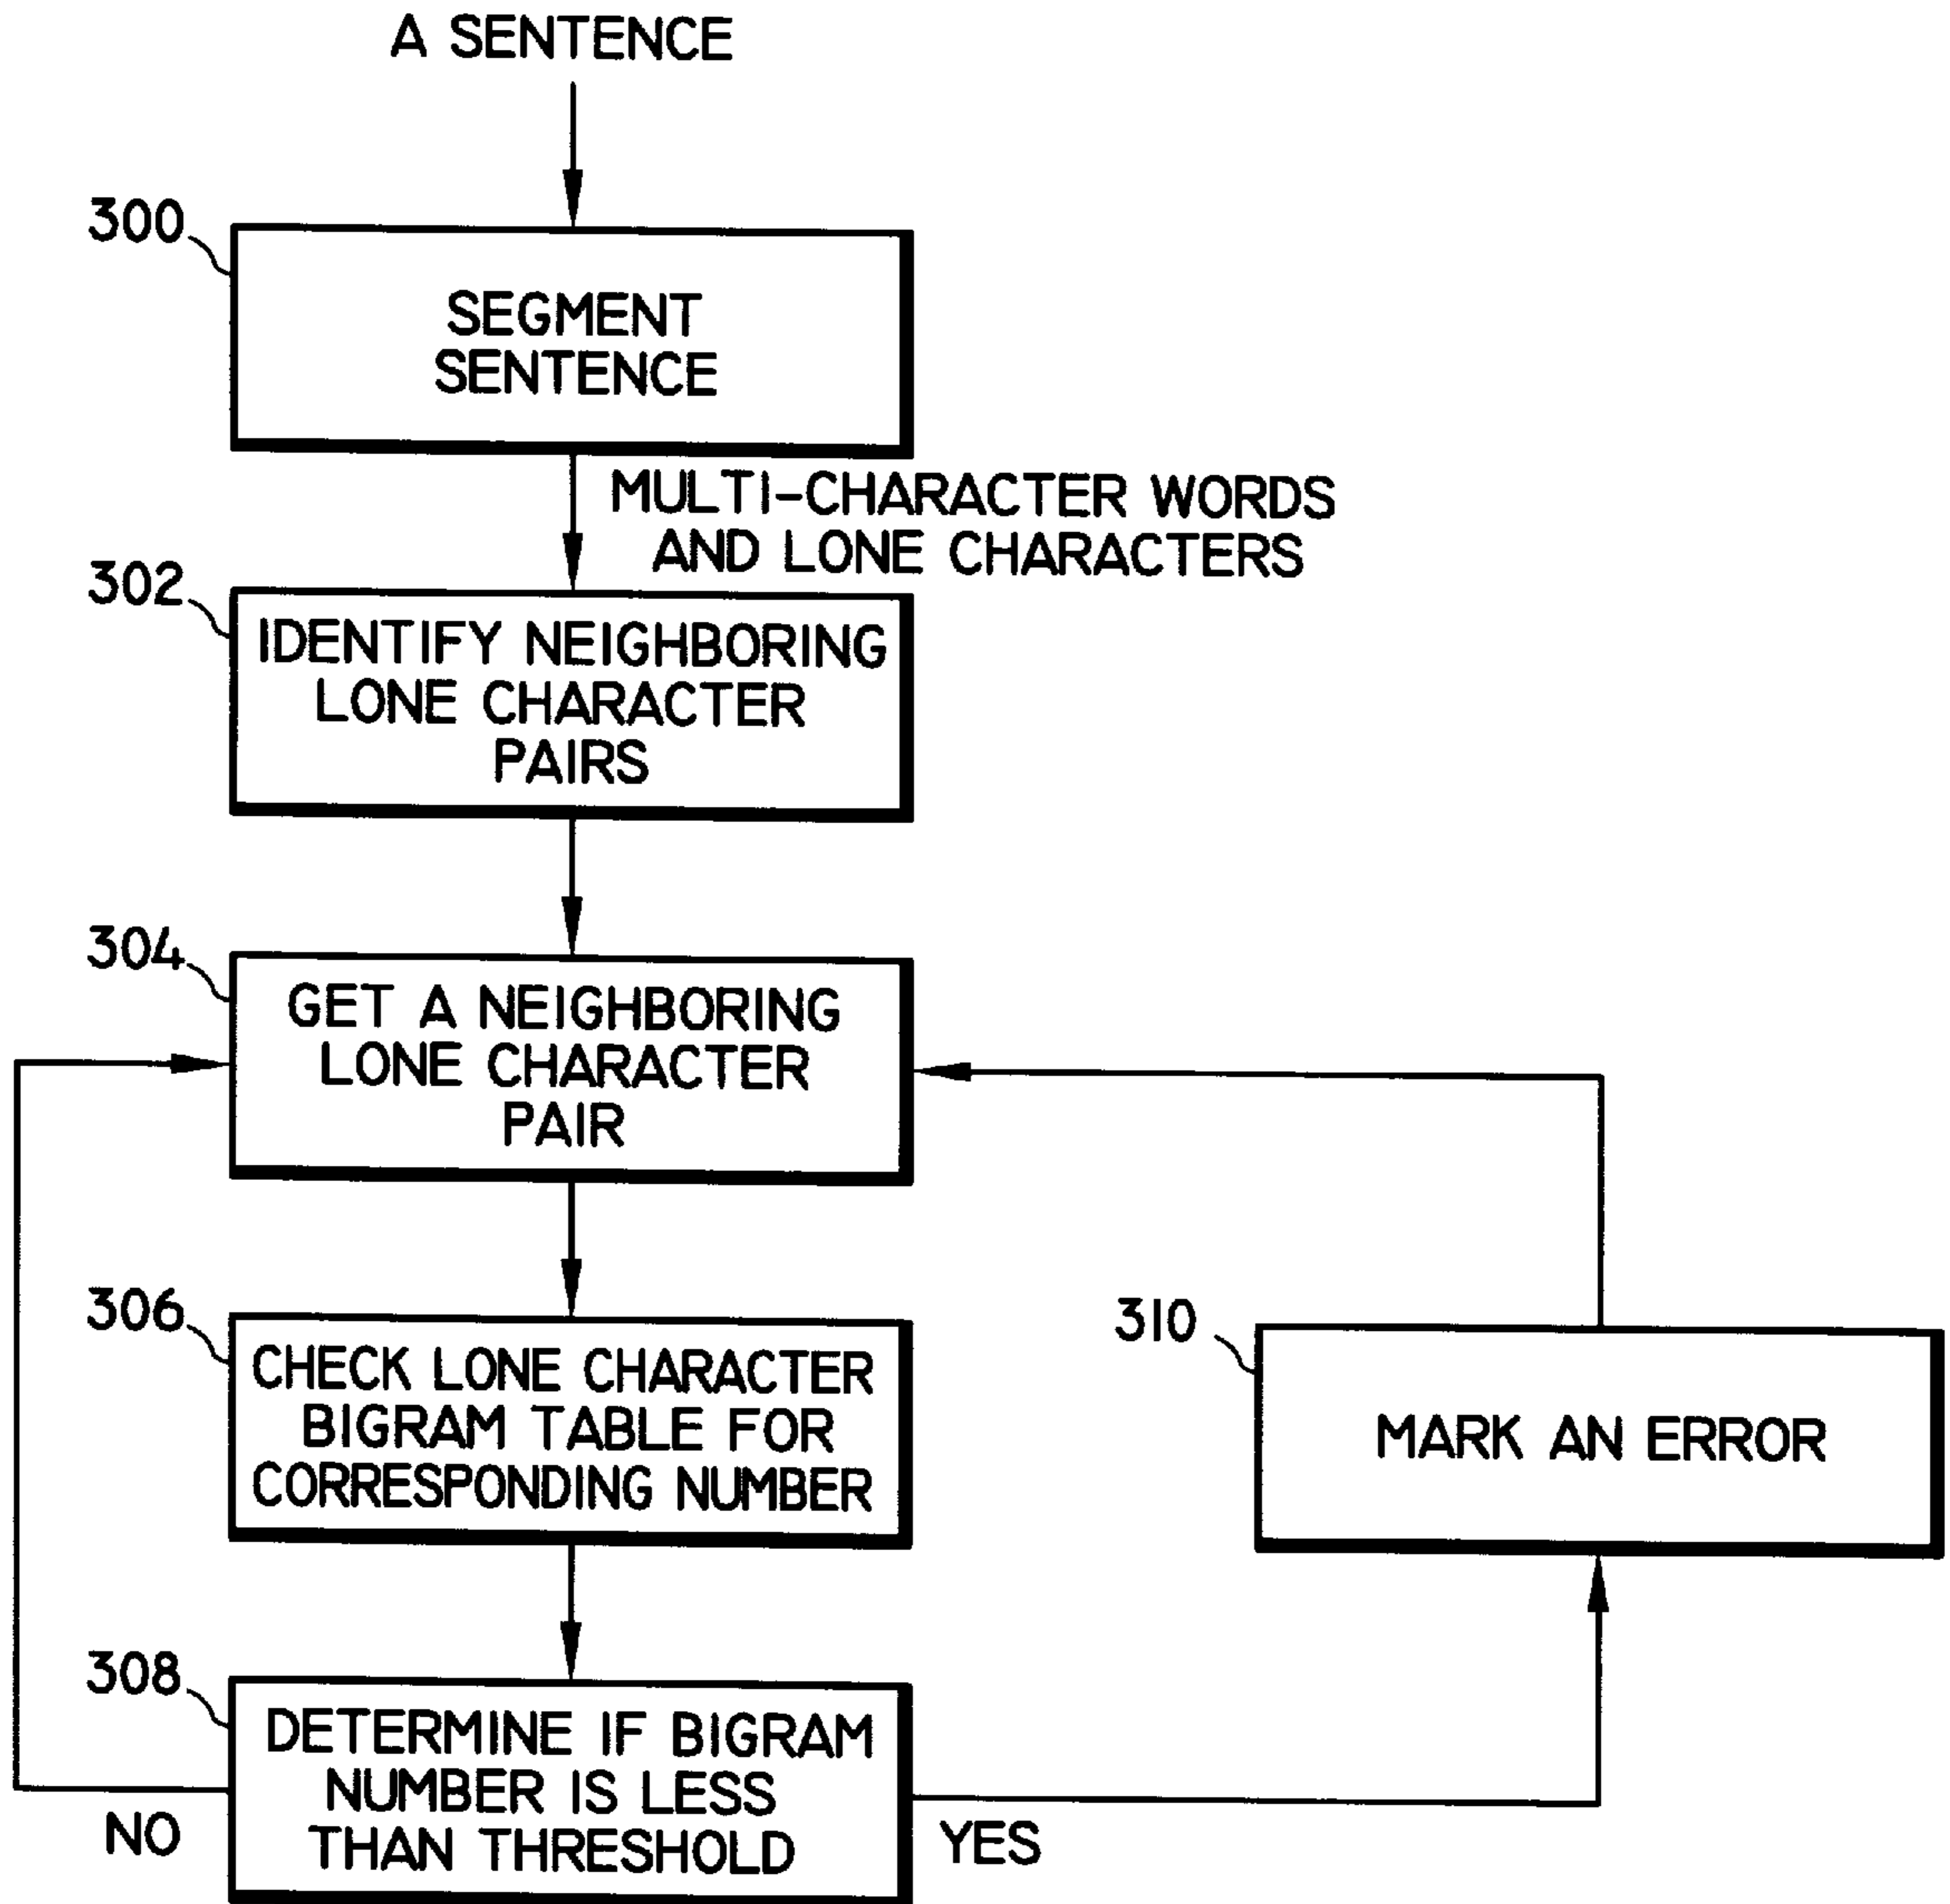 A SENTENCE
300
SEGMENT
SENTENCE
MULTI-CHARACTER WORDS
AND LONE CHARACTERS
302
IDENTIFY NEIGHBORING
LONE CHARACTER
PAIRS
304
GET A NEIGHBORING
LONE CHARACTER
PAIR
306
CHECK LONE CHARACTER
BIGRAM TABLE FOR
CORRESPONDING NUMBER
310
MARK AN ERROR
308
DETERMINE IF BIGRAM
NUMBER IS LESS
THAN THRESHOLD
NO
YES